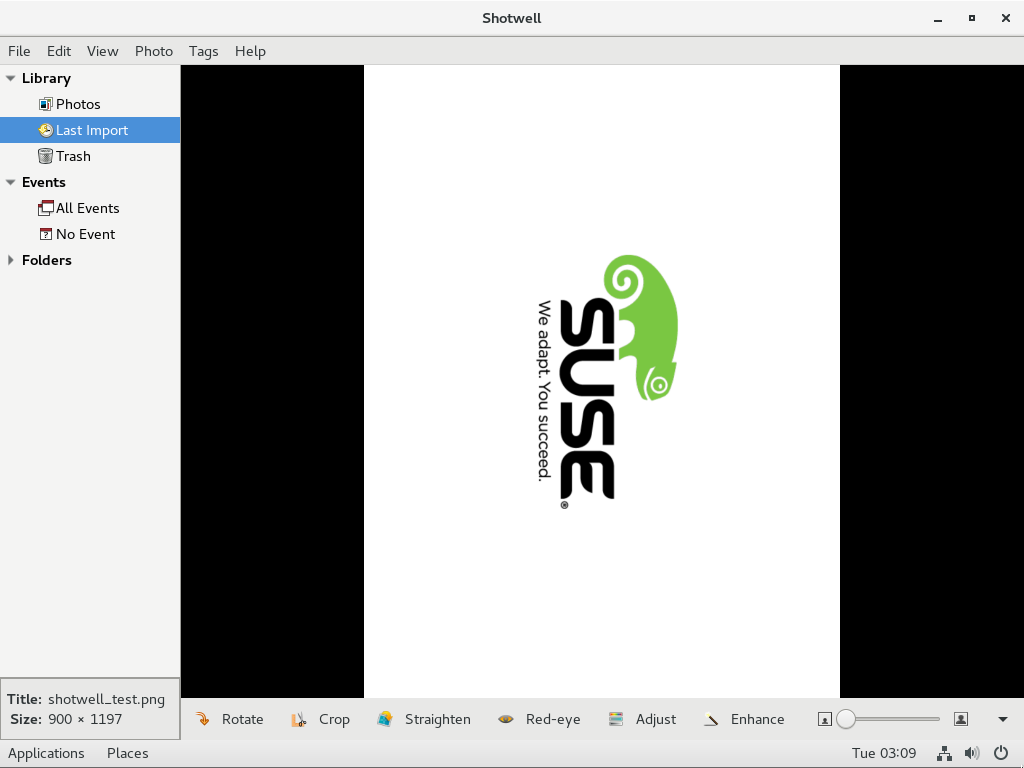 Shotwell
File Edit View Photo Tags Help
Library
Photos
Last Import
Trash
Events
All Events
No Event
Folders
SUSE®
We adapt. You succeed.
Title: shotwell_test.png
Size: 900 × 1197
Rotate Crop Straighten Red-eye Adjust Enhance
Applications Places Tue 03:09